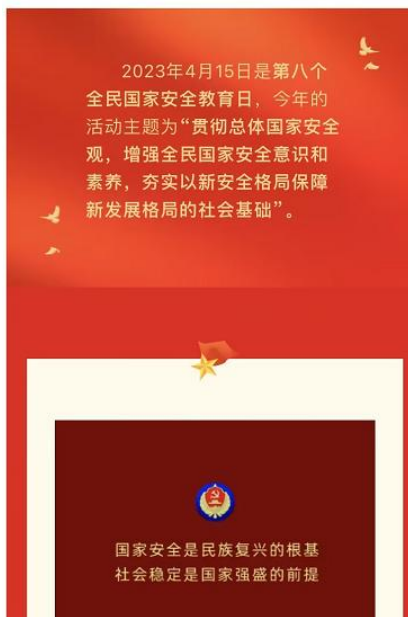 2023年4月15日是第八个
全民国家安全教育日，今年的
活动主题为“贯彻总体国家安全
观，增强全民国家安全意识和
素养，夯实以新安全格局保障
新发展格局的社会基础”。
国家安全是民族复兴的根基
社会稳定是国家强盛的前提